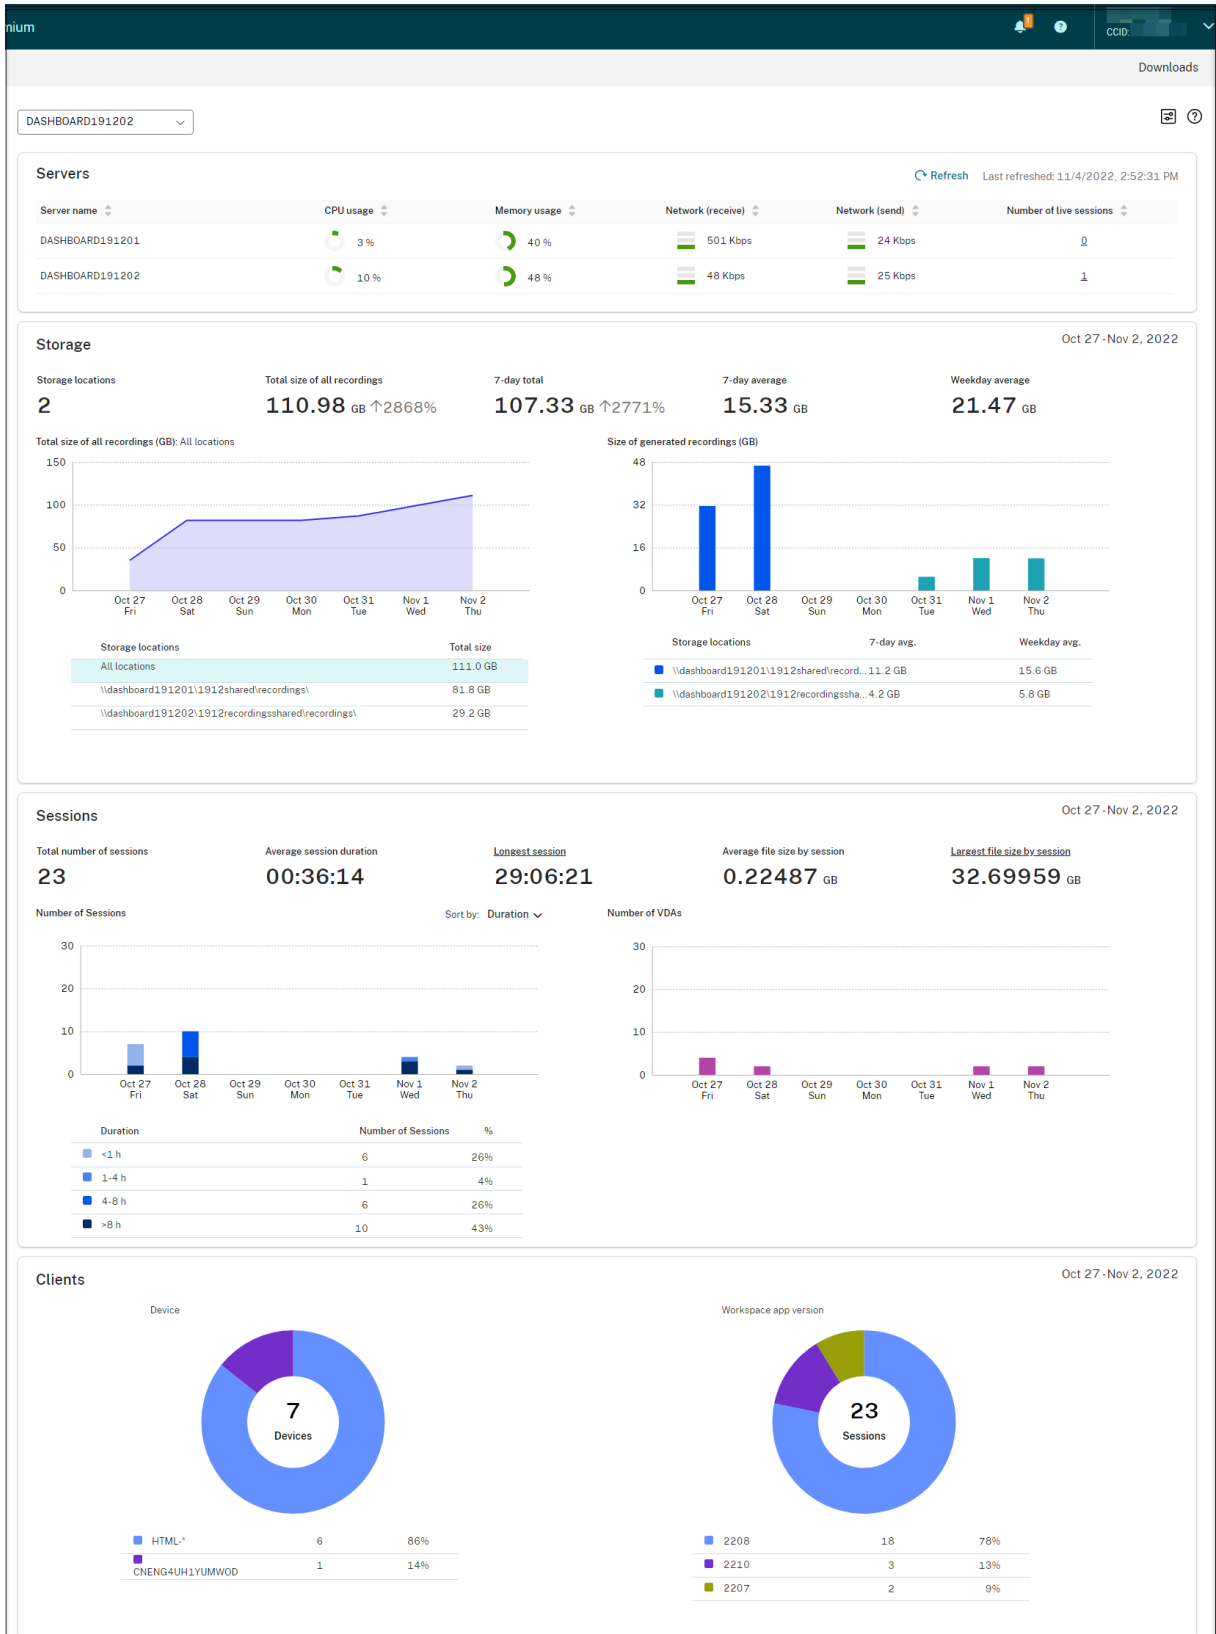 mium
1
?
CCID:
Downloads
DASHBOARD191202
Servers
Refresh Last refreshed: 11/4/2022, 2:52:31 PM
Server name CPU usage Memory usage Network (receive) Network (send) Number of live sessions
DASHBOARD191201 3 % 40 % 501 Kbps 24 Kbps 0
DASHBOARD191202 10 % 48 % 48 Kbps 25 Kbps 1
Storage Oct 27 - Nov 2, 2022
Storage locations Total size of all recordings 7-day total 7-day average Weekday average
2 110.98 GB ↑2868% 107.33 GB ↑2771% 15.33 GB 21.47 GB
Total size of all recordings (GB): All locations
150
100
50
0
Oct 27 Oct 28 Oct 29 Oct 30 Oct 31 Nov 1 Nov 2
Fri Sat Sun Mon Tue Wed Thu
Storage locations Total size
All locations 111.0 GB
\\dashboard191201\1912shared\recordings\ 81.8 GB
\\dashboard191202\1912recordingsshared\recordings\ 29.2 GB
Size of generated recordings (GB)
48
32
16
0
Oct 27 Oct 28 Oct 29 Oct 30 Oct 31 Nov 1 Nov 2
Fri Sat Sun Mon Tue Wed Thu
Storage locations 7-day avg. Weekday avg.
\\dashboard191201\1912shared\record... 11.2 GB 15.6 GB
\\dashboard191202\1912recordingssha... 4.2 GB 5.8 GB
Sessions Oct 27 - Nov 2, 2022
Total number of sessions Average session duration Longest session Average file size by session Largest file size by session
23 00:36:14 29:06:21 0.22487 GB 32.69959 GB
Number of Sessions Sort by: Duration
30
20
10
0
Oct 27 Oct 28 Oct 29 Oct 30 Oct 31 Nov 1 Nov 2
Fri Sat Sun Mon Tue Wed Thu
Duration Number of Sessions %
<1 h 6 26%
1-4 h 1 4%
4-8 h 6 26%
>8 h 10 43%
Number of VDAs
30
20
10
0
Oct 27 Oct 28 Oct 29 Oct 30 Oct 31 Nov 1 Nov 2
Fri Sat Sun Mon Tue Wed Thu
Clients Oct 27 - Nov 2, 2022
Device
7
Devices
HTML-* 6 86%
CNENG4UH1YUMWOD 1 14%
Workspace app version
23
Sessions
2208 18 78%
2210 3 13%
2207 2 9%